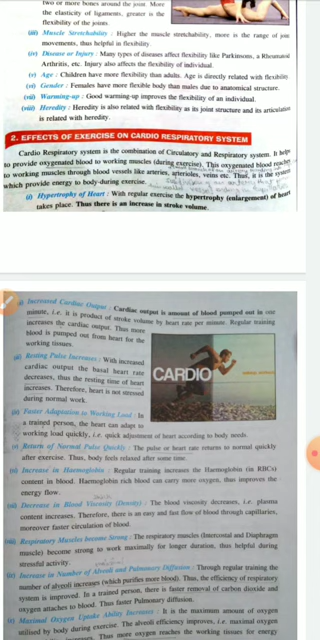 two or more bones around the joint. More
the elasticity of ligaments, greater is the
flexibility of the joints.
(iii) Muscle Stretchability : Higher the muscle stretchability, more is the range of joint
movements, thus helpful in flexibility.
(iv) Disease or Injury : Many types of diseases affect flexibility like Parkinsons, a Rheumatoid
Arthritis, etc. Injury also affects the flexibility of individual.
(v) Age : Children have more flexibility than adults. Age is directly related with flexibility
(vi) Gender : Females have more flexible body than males due to anatomical structure.
(vii) Warming-up : Good warming-up improves the flexibility of an individual.
(viii) Heredity : Heredity is also related with flexibility as its joint structure and its articulation
is related with heredity.
2. EFFECTS OF EXERCISE ON CARDIO RESPIRATORY SYSTEM
Cardio Respiratory system is the combination of Circulatory and Respiratory system. It helps
to provide oxygenated blood to working muscles (during exercise). This oxygenated blood reaches
to working muscles through blood vessels like arteries, arterioles, veins etc. Thus, it is the system
which provide energy to body during exercise.
(i) Hypertrophy of Heart : With regular exercise the hypertrophy (enlargement) of heart
takes place. Thus there is an increase in stroke volume.
Increased Cardiac Output : Cardiac output is amount of blood pumped out in one
minute, i.e. it is product of stroke volume by heart rate per minute. Regular training
increases the cardiac output. Thus more
blood is pumped out from heart for the
working tissues.
Resting Pulse Increases : With increased
cardiac output the basal heart rate
decreases, thus the resting time of heart
increases. Therefore, heart is not stressed
during normal work.
CARDIO
Faster Adaptation to Working Load : In
a trained person, the heart can adapt to
working load quickly, i.e. quick adjustment of heart according to body needs.
Return of Normal Pulse Quickly : The pulse or heart rate returns to normal quickly
after exercise. Thus, body feels relaxed after some time.
Increase in Haemoglobin : Regular training increases the Haemoglobin (in RBCs)
content in blood. Haemoglobin rich blood can carry more oxygen, thus improves the
energy flow.
Decrease in Blood Viscosity (Density) : The blood viscosity decreases, i.e. plasma
content increases. Therefore, there is an easy and fast flow of blood through capillaries,
moreover faster circulation of blood.
Respiratory Muscles become Strong : The respiratory muscles (Intercostal and Diaphragm
muscle) become strong to work maximally for longer duration, thus helpful during
stressful activity.
Increase in Number of Alveoli and Pulmonary Diffusion : Through regular training the
number of alveoli increases (which purifies more blood). Thus, the efficiency of respiratory
system is improved. In a trained person, there is faster removal of carbon dioxide and
oxygen attaches to blood. Thus faster Pulmonary diffusion.
Maximal Oxygen Uptake Ability Increases : It is the maximum amount of oxygen
utilised by body during exercise. The alveoli efficiency improves, i.e. maximal oxygen
Thus more oxygen reaches the working tissues for energy